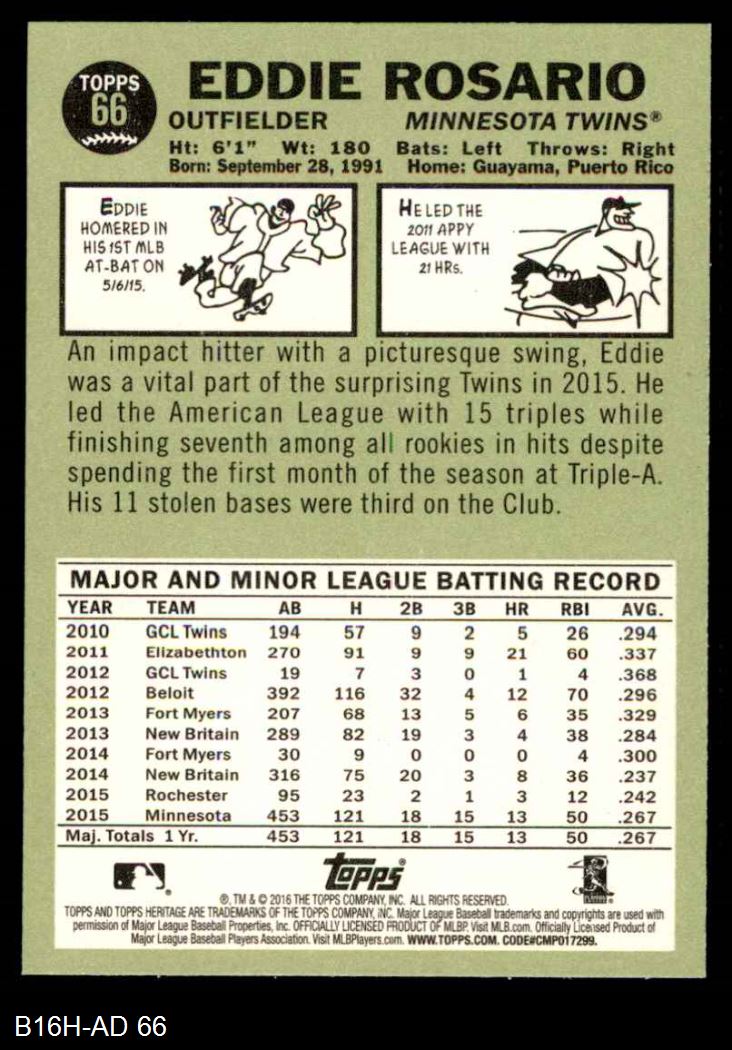 TOPPS
66
EDDIE ROSARIO
OUTFIELDER MINNESOTA TWINS®
Ht: 6'1" Wt: 180 Bats: Left Throws: Right
Born: September 28, 1991 Home: Guayama, Puerto Rico
EDDIE
HOMERED IN
HIS 1ST MLB
AT-BAT ON
5/6/15.
HE LED THE
2011 APPY
LEAGUE WITH
21 HRs.
An impact hitter with a picturesque swing, Eddie
was a vital part of the surprising Twins in 2015. He
led the American League with 15 triples while
finishing seventh among all rookies in hits despite
spending the first month of the season at Triple-A.
His 11 stolen bases were third on the Club.
MAJOR AND MINOR LEAGUE BATTING RECORD
YEAR TEAM AB H 2B 3B HR RBI AVG.
2010 GCL Twins 194 57 9 2 5 26 .294
2011 Elizabethton 270 91 9 9 21 60 .337
2012 GCL Twins 19 7 3 0 1 4 .368
2012 Beloit 392 116 32 4 12 70 .296
2013 Fort Myers 207 68 13 5 6 35 .329
2013 New Britain 289 82 19 3 4 38 .284
2014 Fort Myers 30 9 0 0 0 4 .300
2014 New Britain 316 75 20 3 8 36 .237
2015 Rochester 95 23 2 1 3 12 .242
2015 Minnesota 453 121 18 15 13 50 .267
Maj. Totals 1 Yr. 453 121 18 15 13 50 .267
Topps®
®, TM & © 2016 THE TOPPS COMPANY, INC. ALL RIGHTS RESERVED.
TOPPS AND TOPPS HERITAGE ARE TRADEMARKS OF THE TOPPS COMPANY, INC. Major League Baseball trademarks and copyrights are used with
permission of Major League Baseball Properties, Inc. OFFICIALLY LICENSED PRODUCT OF MLBP. Visit MLB.com. Officially Licensed Product of
Major League Baseball Players Association. Visit MLBPlayers.com. WWW.TOPPS.COM. CODE#CMP017299.
B16H-AD 66